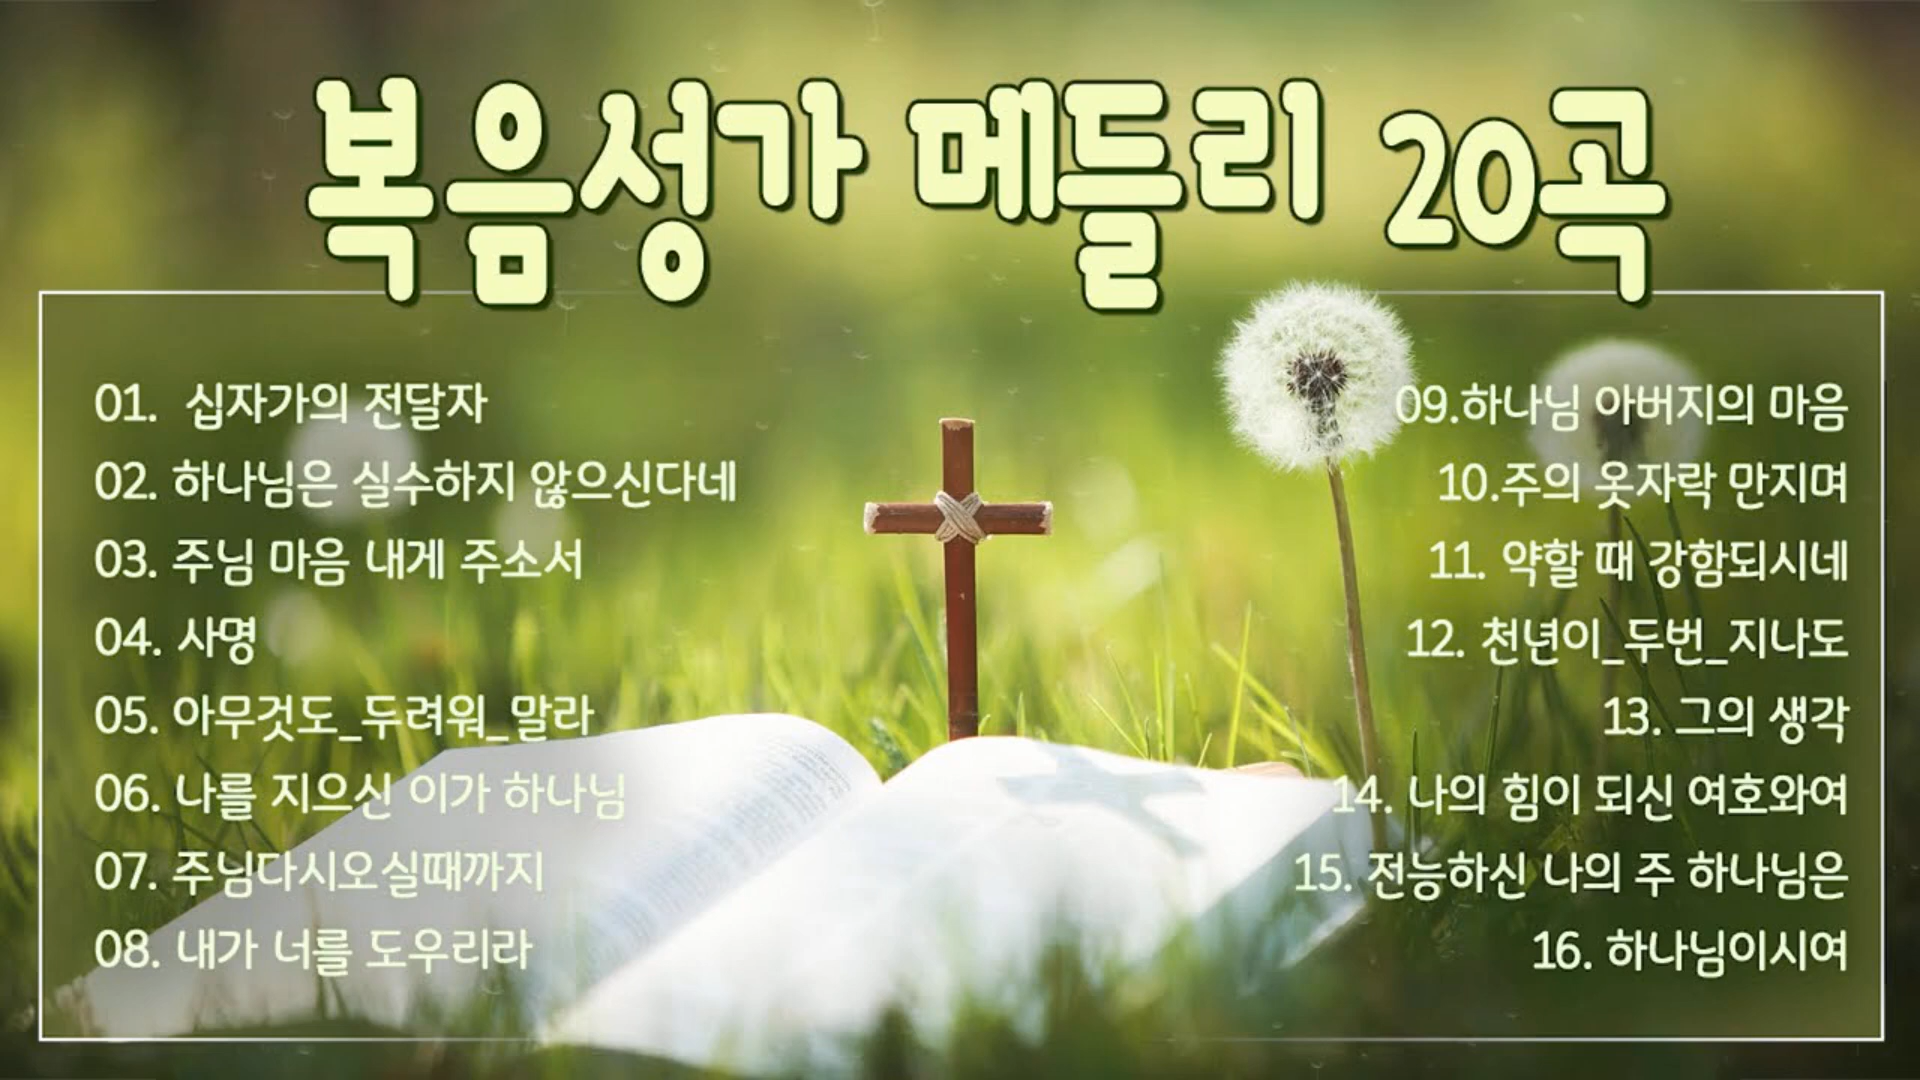 복음성가 메들리 20곡
01. 십자가의 전달자
02. 하나님은 실수하지 않으신다네
03. 주님 마음 내게 주소서
04. 사명
05. 아무것도_두려워_말라
06. 나를 지으신 이가 하나님
07. 주님다시오실때까지
08. 내가 너를 도우리라
09.하나님 아버지의 마음
10.주의 옷자락 만지며
11. 약할 때 강함되시네
12. 천년이_두번_지나도
13. 그의 생각
14. 나의 힘이 되신 여호와여
15. 전능하신 나의 주 하나님은
16. 하나님이시여